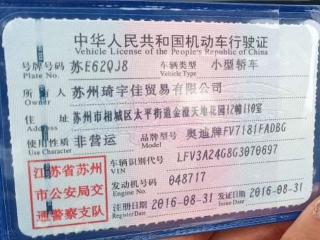 中华人民共和国机动车行驶证
Vehicle License of the People's Republic of China
号牌号码 苏E62QJ8 车辆类型 小型轿车
Plate No. Vehicle Type
所有人 苏州琦宇佳贸易有限公司
Owner
住址 苏州市相城区太平街道金澄天地花园12幢110室
Address
使用性质 非营运 品牌型号 奥迪牌FV7181FADBG
Use Character Model
江苏省苏州
市公安局交
通警察支队
车辆识别代号 LFV3A24G8G3070697
VIN
发动机号码 048717
Engine No.
注册日期 2016-08-31 发证日期 2016-08-31
Register Date Issue Date